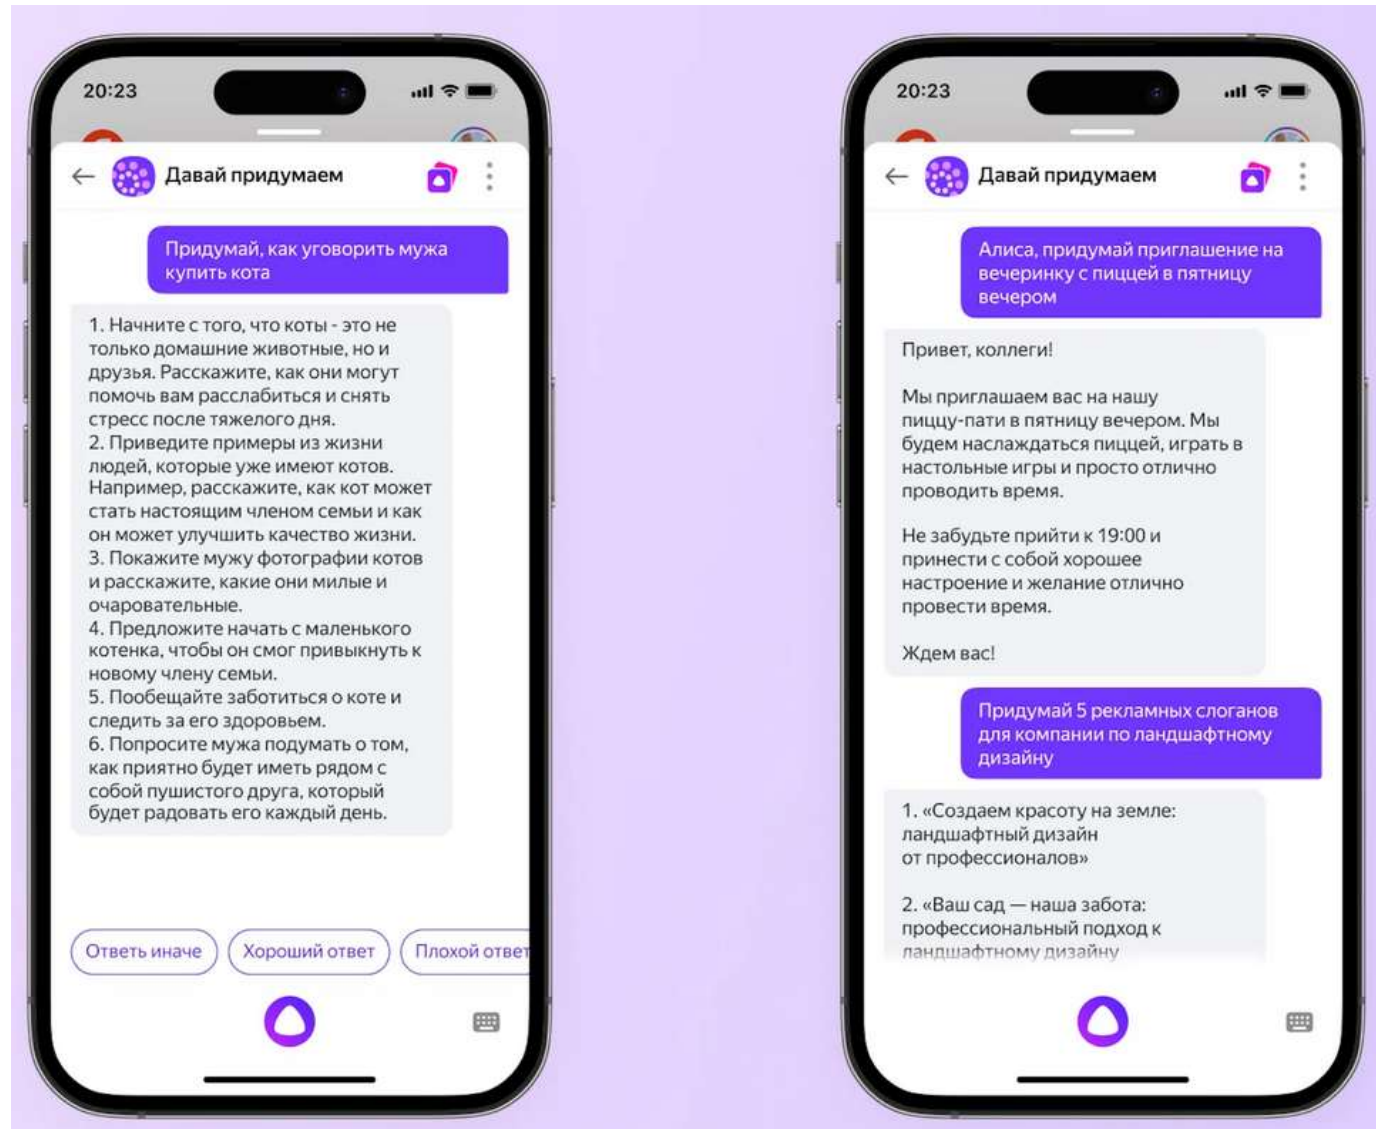 20:23
Давай придумаем
Придумай, как уговорить мужа
купить кота
1. Начните с того, что коты - это не
только домашние животные, но и
друзья. Расскажите, как они могут
помочь вам расслабиться и снять
стресс после тяжелого дня.
2. Приведите примеры из жизни
людей, которые уже имеют котов.
Например, расскажите, как кот может
стать настоящим членом семьи и как
он может улучшить качество жизни.
3. Покажите мужу фотографии котов
и расскажите, какие они милые и
очаровательные.
4. Предложите начать с маленького
котенка, чтобы он смог привыкнуть к
новому члену семьи.
5. Пообещайте заботиться о коте и
следить за его здоровьем.
6. Попросите мужа подумать о том,
как приятно будет иметь рядом с
собой пушистого друга, который
будет радовать его каждый день.
Ответь иначе
Хороший ответ
Плохой ответ
20:23
Давай придумаем
Алиса, придумай приглашение на
вечеринку с пиццей в пятницу
вечером
Привет, коллеги!
Мы приглашаем вас на нашу
пиццу-пати в пятницу вечером. Мы
будем наслаждаться пиццей, играть в
настольные игры и просто отлично
проводить время.
Не забудьте прийти к 19:00 и
принести с собой хорошее
настроение и желание отлично
провести время.
Ждем вас!
Придумай 5 рекламных слоганов
для компании по ландшафтному
дизайну
1. «Создаем красоту на земле:
ландшафтный дизайн
от профессионалов»
2. «Ваш сад — наша забота:
профессиональный подход к
ландшафтному дизайну